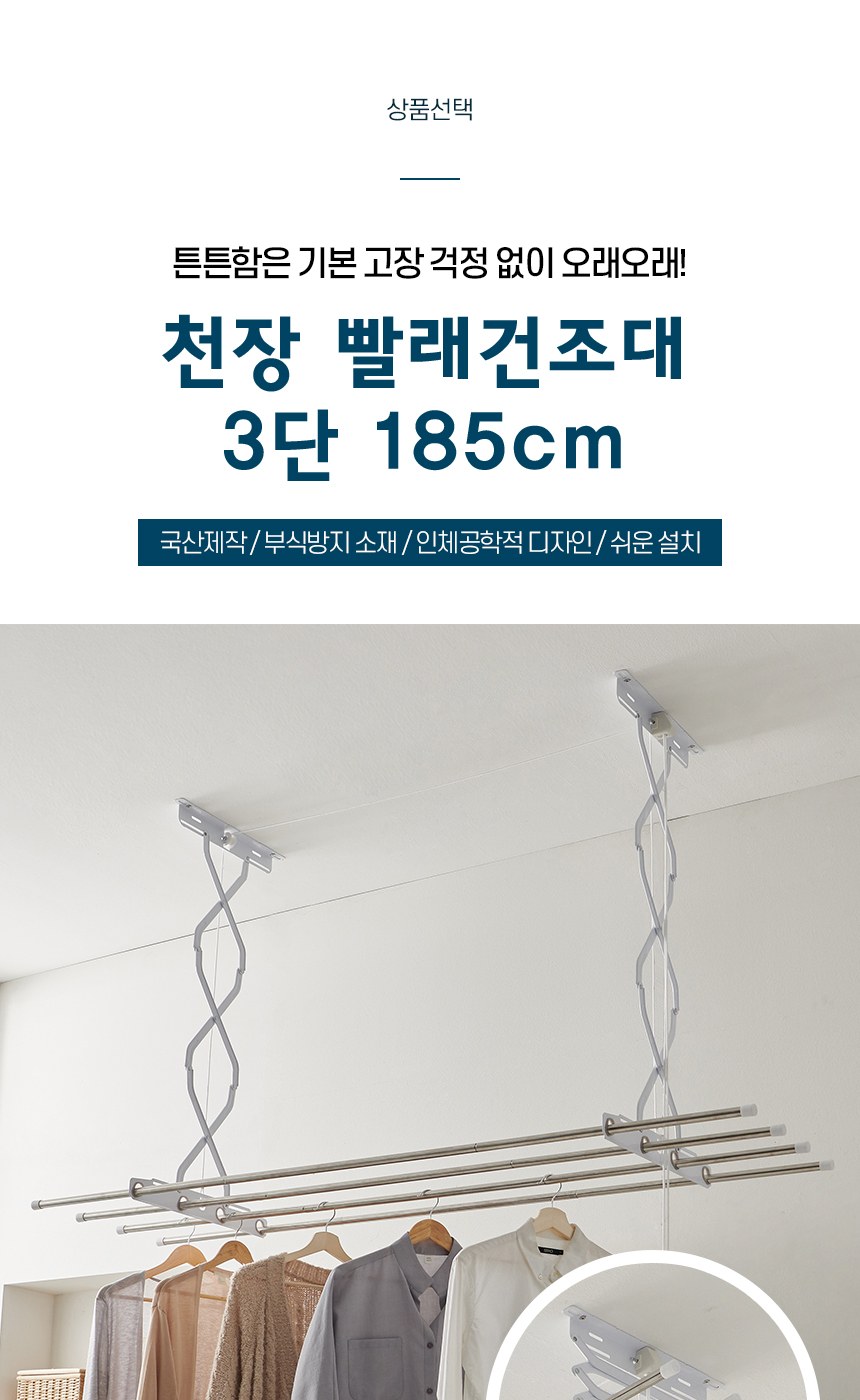 상품선택
튼튼함은 기본 고장 걱정 없이 오래오래!
천장 빨래건조대
3단 185cm
국산제작 / 부식방지 소재 / 인체공학적 디자인 / 쉬운 설치